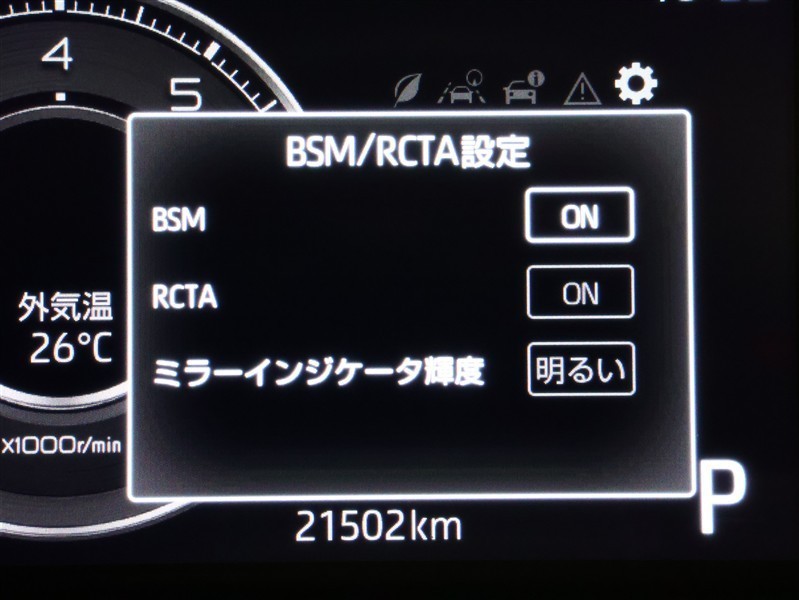 4
5
BSM/RCTA設定
BSM ON
RCTA ON
ミラーインジケータ輝度 明るい
外気温
26°C
x1000r/min
P
21502km